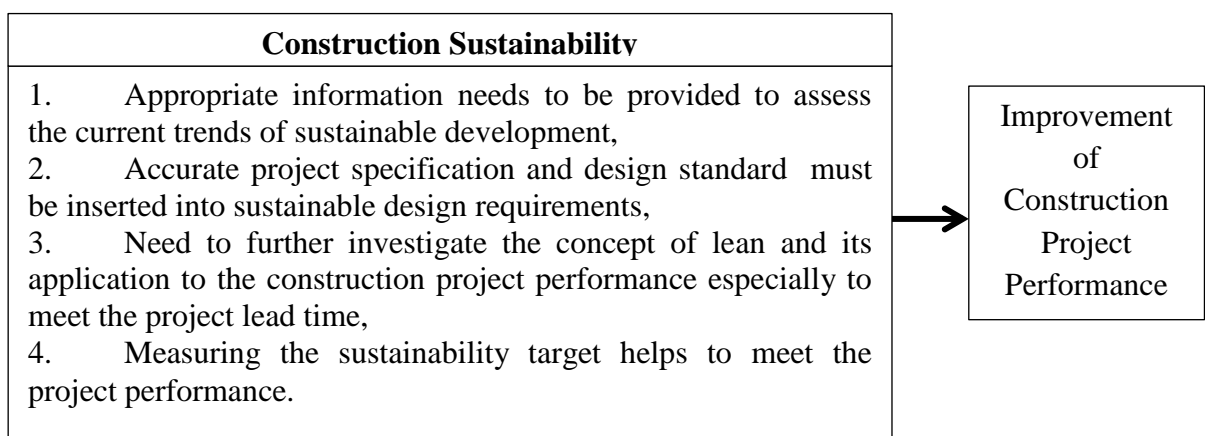 Construction Sustainability
1. Appropriate information needs to be provided to assess
the current trends of sustainable development,
2. Accurate project specification and design standard must
be inserted into sustainable design requirements,
3. Need to further investigate the concept of lean and its
application to the construction project performance especially to
meet the project lead time,
4. Measuring the sustainability target helps to meet the
project performance.
Improvement
of
Construction
Project
Performance